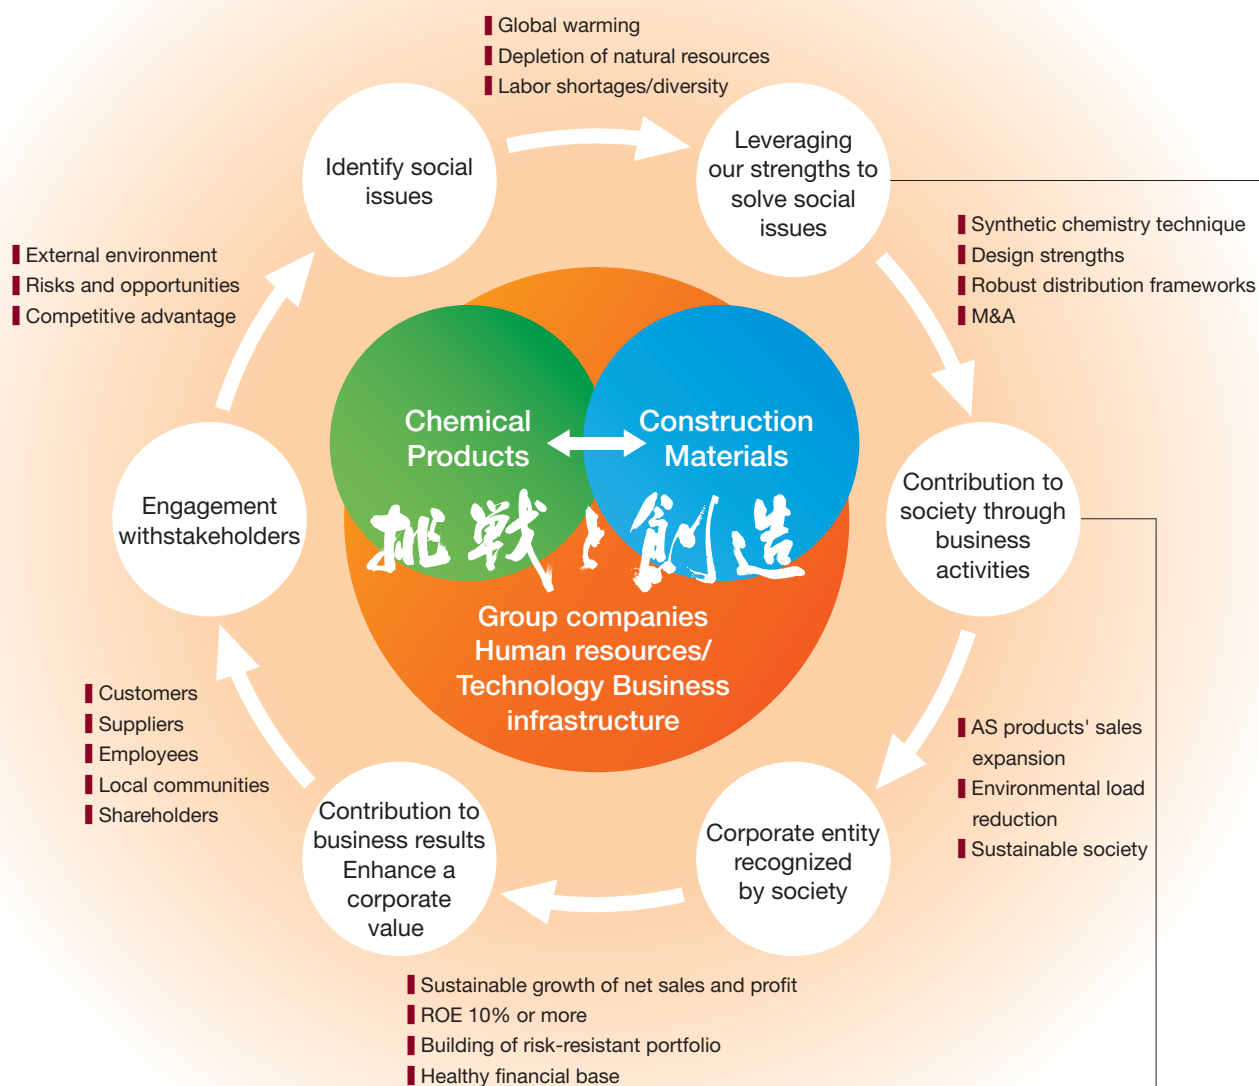 Global warming
Depletion of natural resources
Labor shortages/diversity
Identify social
issues
Leveraging
our strengths to
solve social
issues
Synthetic chemistry technique
Design strengths
Robust distribution frameworks
M&A
External environment
Risks and opportunities
Competitive advantage
Chemical
Products
Construction
Materials
挑戦と創造
Group companies
Human resources/
Technology Business
infrastructure
Engagement
withstakeholders
Contribution to
society through
business
activities
Customers
Suppliers
Employees
Local communities
Shareholders
AS products' sales
expansion
Environmental load
reduction
Sustainable society
Contribution to
business results
Enhance a
corporate
value
Corporate entity
recognized
by society
Sustainable growth of net sales and profit
ROE 10% or more
Building of risk-resistant portfolio
Healthy financial base